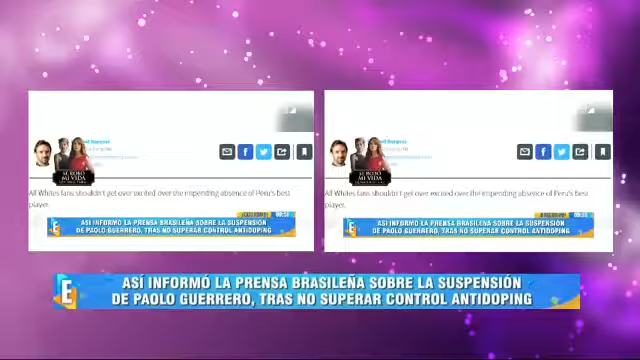 SE ROBÓ
MI VIDA
All Whites fans shouldn't get over excited over the impending absence of Peru's best
player.
ASÍ INFORMÓ LA PRENSA BRASILEÑA SOBRE LA SUSPENSIÓN
DE PAOLO GUERRERO, TRAS NO SUPERAR CONTROL ANTIDOPING
SE ROBÓ
MI VIDA
All Whites fans shouldn't get over excited over the impending absence of Peru's best
player.
ASÍ INFORMÓ LA PRENSA BRASILEÑA SOBRE LA SUSPENSIÓN
DE PAOLO GUERRERO, TRAS NO SUPERAR CONTROL ANTIDOPING
E
ASÍ INFORMÓ LA PRENSA BRASILEÑA SOBRE LA SUSPENSIÓN
DE PAOLO GUERRERO, TRAS NO SUPERAR CONTROL ANTIDOPING